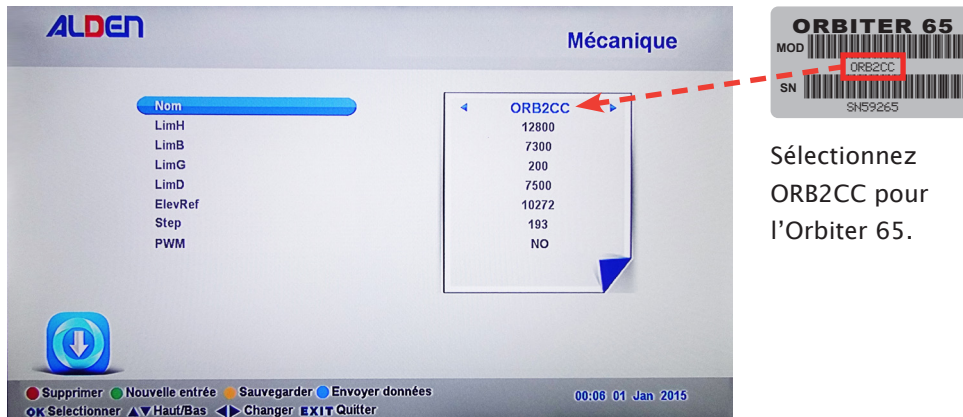 ALDEN
Mécanique
Nom ORB2CC
LimH 12800
LimB 7300
LimG 200
LimD 7500
ElevRef 10272
Step 193
PWM NO
Supprimer Nouvelle entrée Sauvegarder Envoyer données
OK Selectionner ▲▼ Haut/Bas ◀▶ Changer EXIT Quitter
00:06 01 Jan 2015
ORBITER 65
MOD
ORB2CC
SN
SN59265
Sélectionnez
ORB2CC pour
l'Orbiter 65.